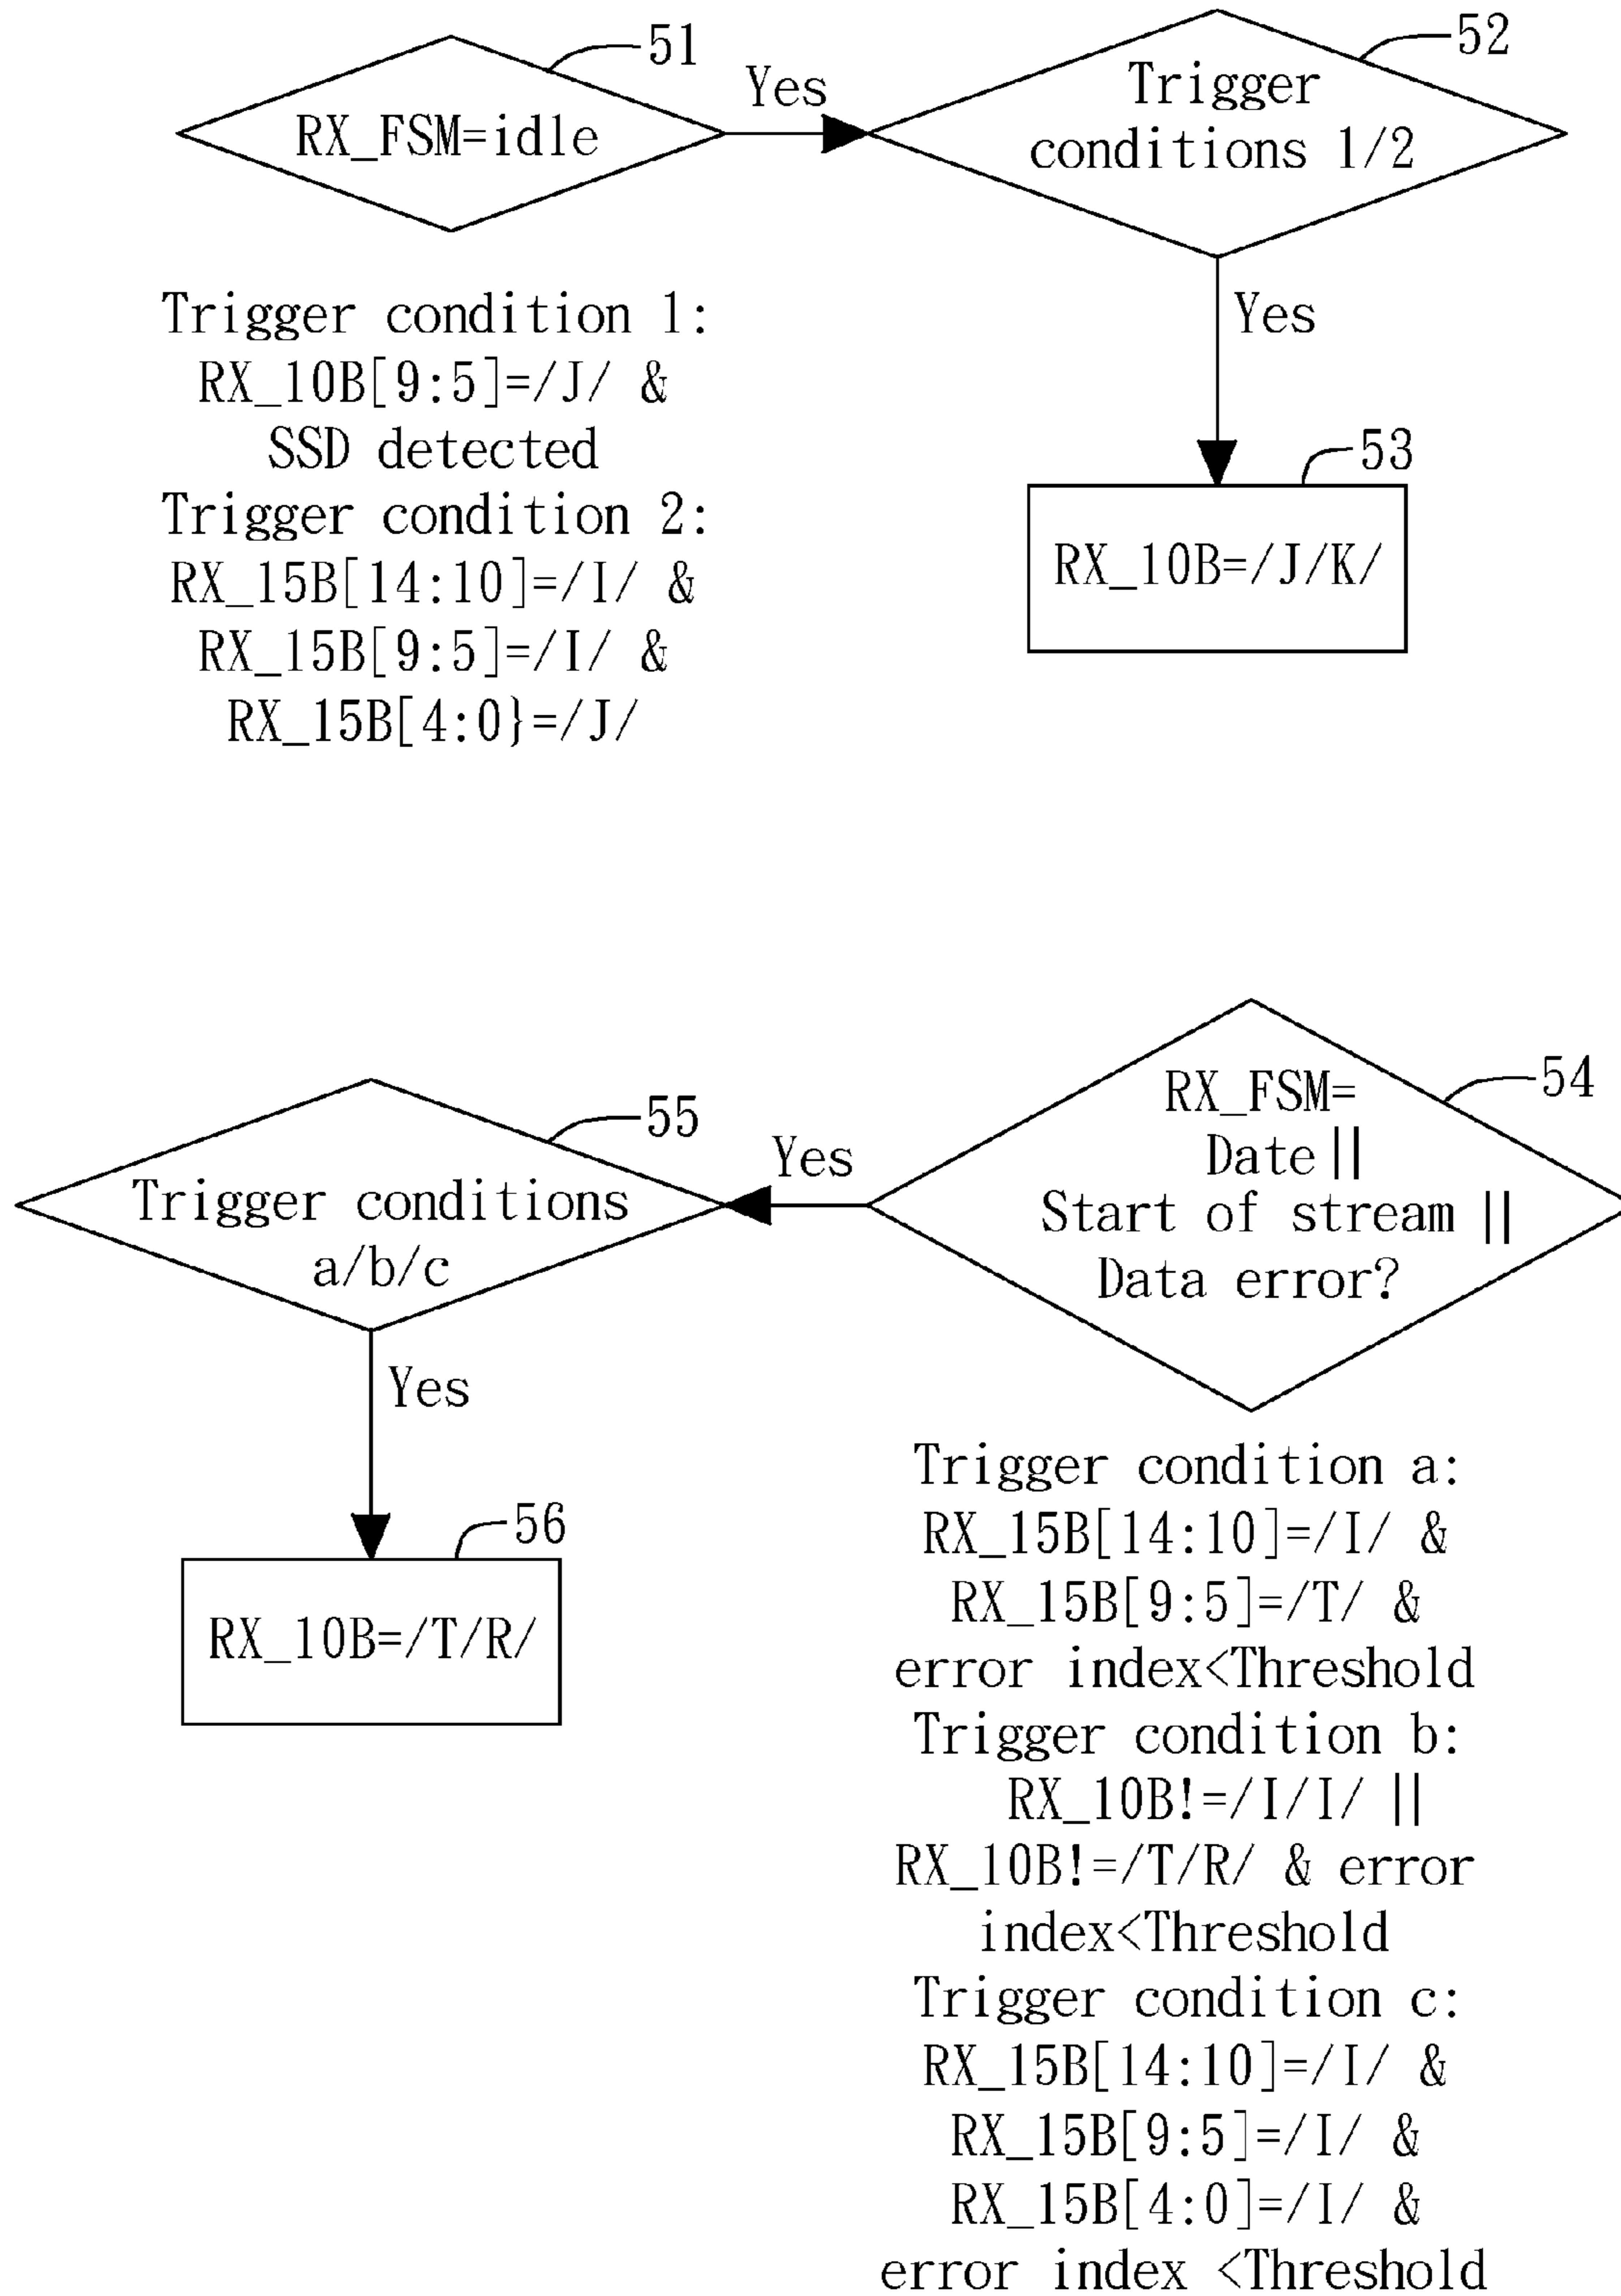 51
RX_FSM=idle
Yes
52
Trigger
conditions 1/2
Yes
53
RX_10B=/J/K/
Trigger condition 1:
RX_10B[9:5]=/J/ &
SSD detected
Trigger condition 2:
RX_15B[14:10]=/I/ &
RX_15B[9:5]=/I/ &
RX_15B[4:0}=/J/
54
RX_FSM=
Date||
Start of stream ||
Data error?
Yes
55
Trigger conditions
a/b/c
Yes
56
RX_10B=/T/R/
Trigger condition a:
RX_15B[14:10]=/I/ &
RX_15B[9:5]=/T/ &
error index<Threshold
Trigger condition b:
RX_10B!=/I/I/ ||
RX_10B!=/T/R/ & error
index<Threshold
Trigger condition c:
RX_15B[14:10]=/I/ &
RX_15B[9:5]=/I/ &
RX_15B[4:0]=/I/ &
error index <Threshold